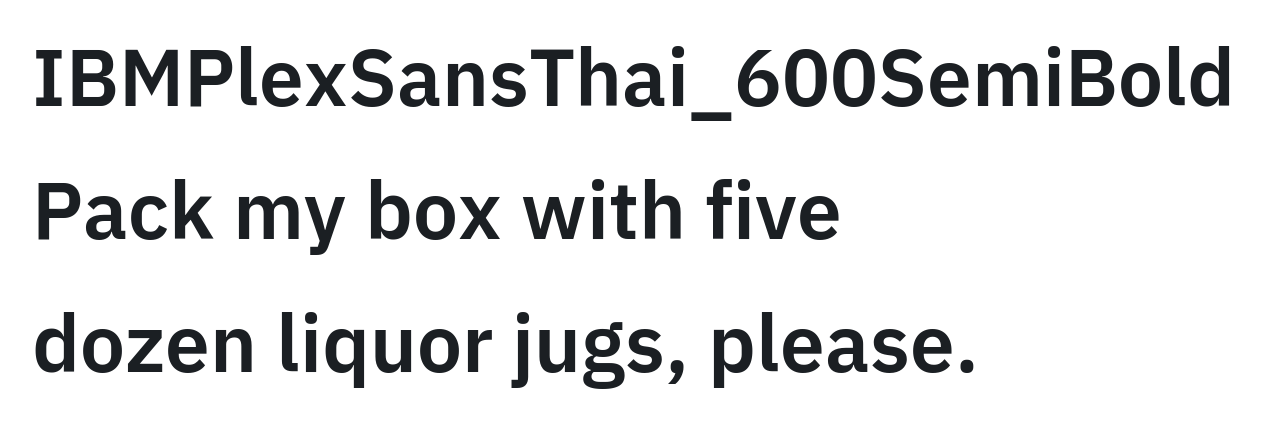 IBMPlexSansThai_600SemiBold
Pack my box with five
dozen liquor jugs, please.